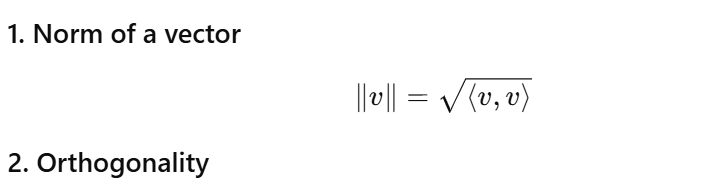 1. Norm of a vector
‖v‖ = √⟨v, v⟩
2. Orthogonality